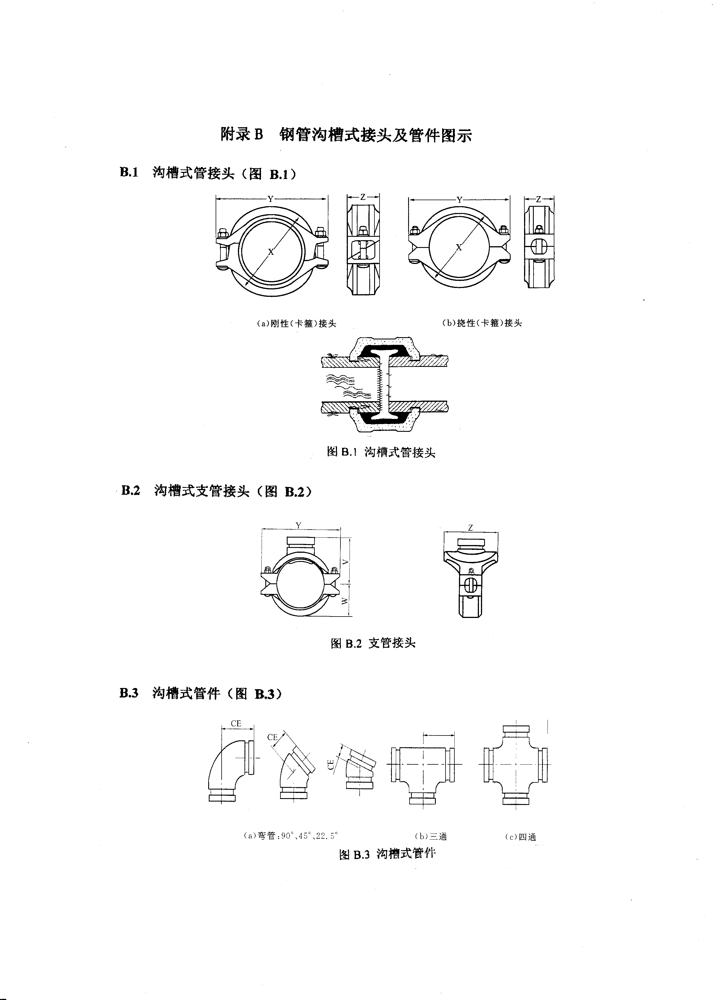 附录 B 钢管沟槽式接头及管件图示
B.1 沟槽式管接头（图 B.1）
Y Z Y Z
X X
(a)刚性(卡箍)接头 (b)挠性(卡箍)接头
图 B.1 沟槽式管接头
B.2 沟槽式支管接头（图 B.2）
Y Z
V
W
图 B.2 支管接头
B.3 沟槽式管件（图 B.3）
CE
CE
CE
(a)弯管:90°、45°、22.5° (b)三通 (c)四通
图 B.3 沟槽式管件